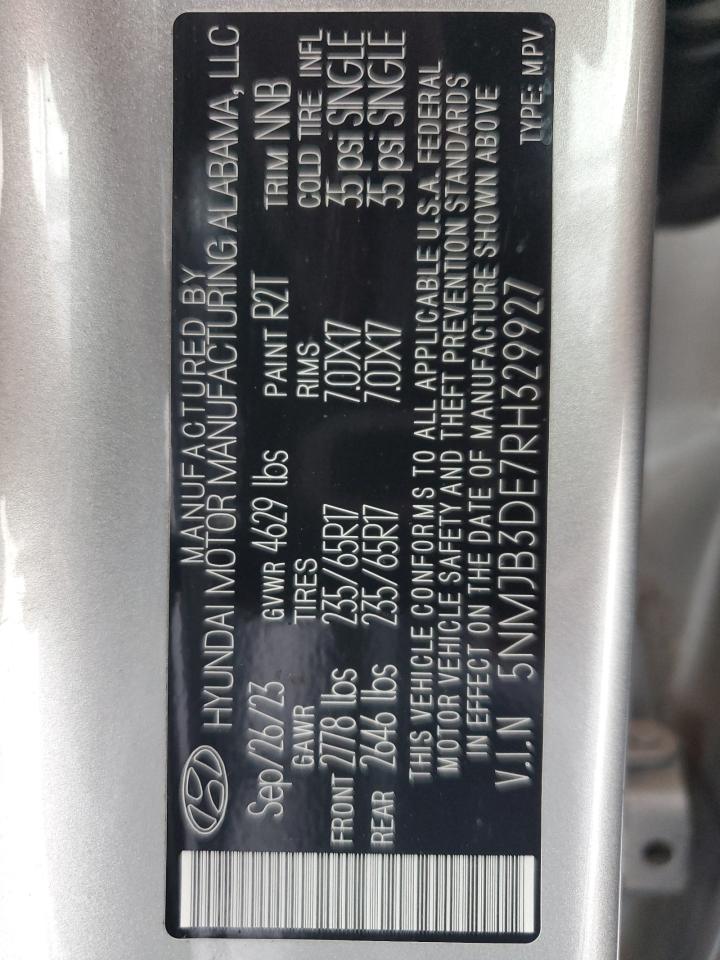 MANUFACTURED BY
HYUNDAI MOTOR MANUFACTURING ALABAMA, LLC
Sep/26/23 GVWR 4629 lbs PAINT R2T TRIM NNB
GAWR TIRES RIMS COLD TIRE INFL
FRONT 2778 lbs 235/65R17 7.0JX17 35 psi SINGLE
REAR 2646 lbs 235/65R17 7.0JX17 35 psi SINGLE
THIS VEHICLE CONFORMS TO ALL APPLICABLE U.S.A. FEDERAL
MOTOR VEHICLE SAFETY AND THEFT PREVENTION STANDARDS
IN EFFECT ON THE DATE OF MANUFACTURE SHOWN ABOVE
V.I.N 5NMJB3DE7RH329927 TYPE: MPV